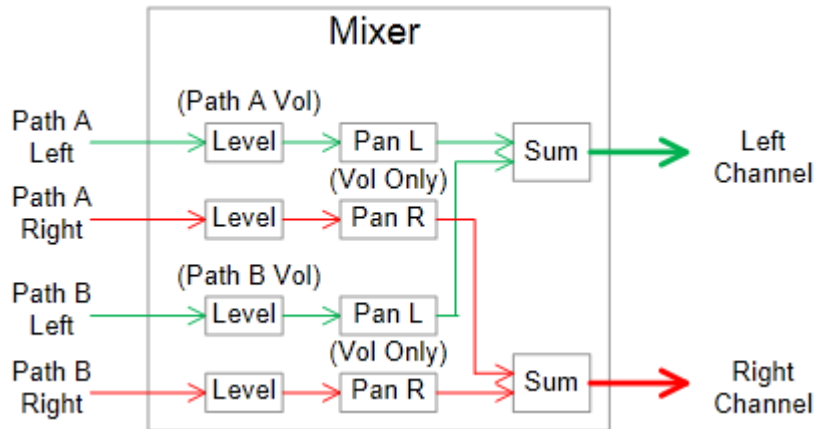 Mixer
(Path A Vol)
Path A
Left
Level
Pan L
Sum
Left
Channel
(Vol Only)
Path A
Right
Level
Pan R
(Path B Vol)
Path B
Left
Level
Pan L
(Vol Only)
Path B
Right
Level
Pan R
Sum
Right
Channel